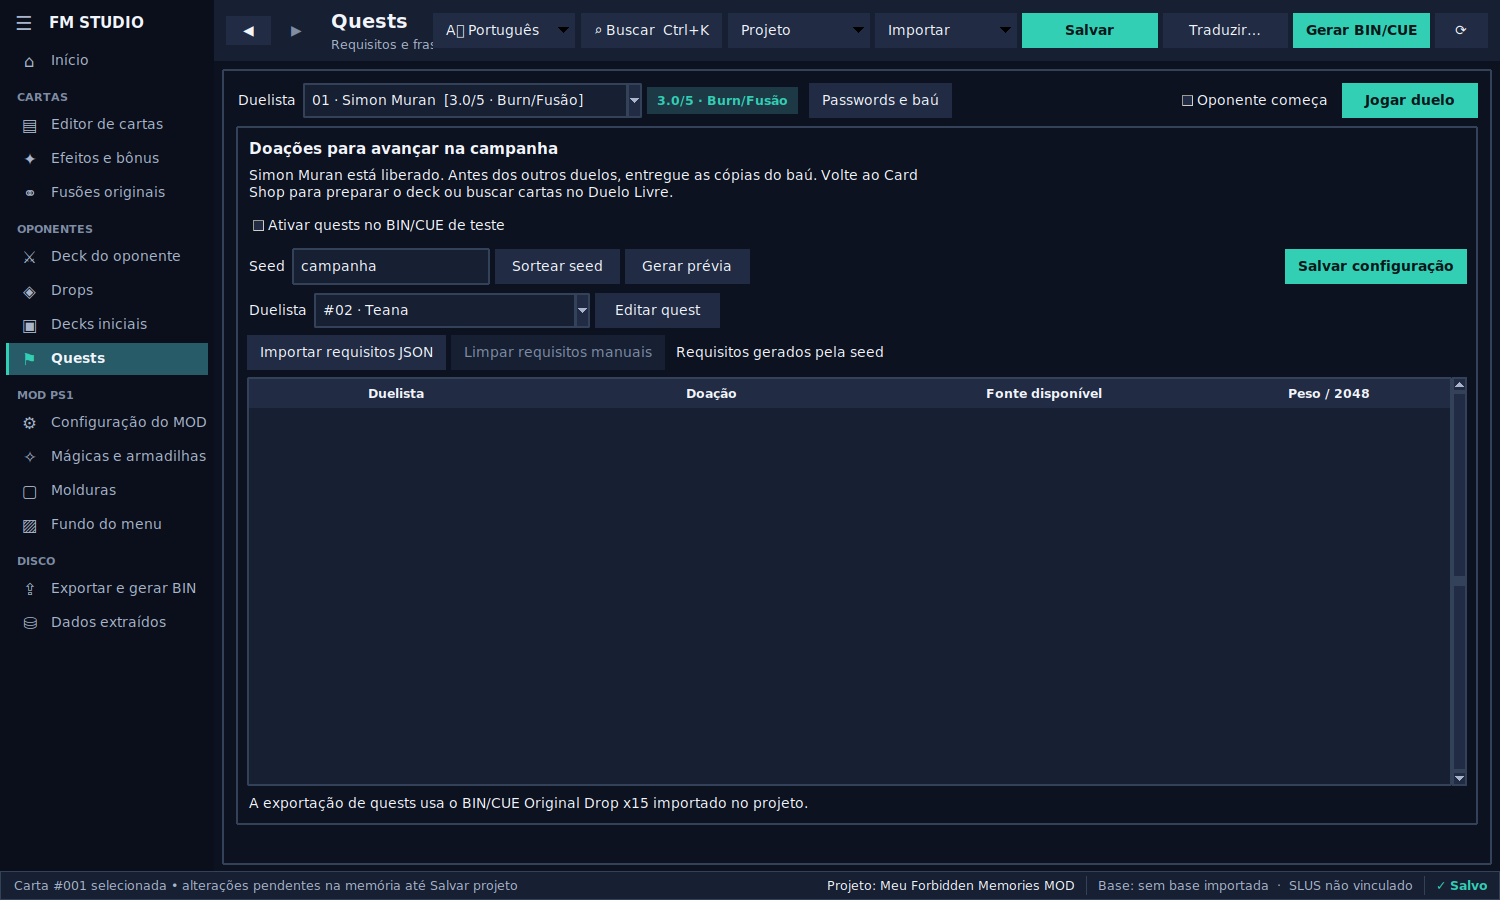 FM STUDIO
Início
CARTAS
Editor de cartas
Efeitos e bônus
Fusões originais
OPONENTES
Deck do oponente
Drops
Decks iniciais
Quests
MOD PS1
Configuração do MOD
Mágicas e armadilhas
Molduras
Fundo do menu
DISCO
Exportar e gerar BIN
Dados extraídos
Quests
Requisitos e fras
Português
Buscar Ctrl+K
Projeto
Importar
Salvar
Traduzir...
Gerar BIN/CUE
Duelista
01 · Simon Muran [3.0/5 · Burn/Fusão]
3.0/5 · Burn/Fusão
Passwords e baú
Oponente começa
Jogar duelo
Doações para avançar na campanha
Simon Muran está liberado. Antes dos outros duelos, entregue as cópias do baú. Volte ao Card
Shop para preparar o deck ou buscar cartas no Duelo Livre.
Ativar quests no BIN/CUE de teste
Seed
campanha
Sortear seed
Gerar prévia
Salvar configuração
Duelista
#02 · Teana
Editar quest
Importar requisitos JSON
Limpar requisitos manuais
Requisitos gerados pela seed
Duelista
Doação
Fonte disponível
Peso / 2048
A exportação de quests usa o BIN/CUE Original Drop x15 importado no projeto.
Carta #001 selecionada • alterações pendentes na memória até Salvar projeto
Projeto: Meu Forbidden Memories MOD
Base: sem base importada · SLUS não vinculado
✓ Salvo